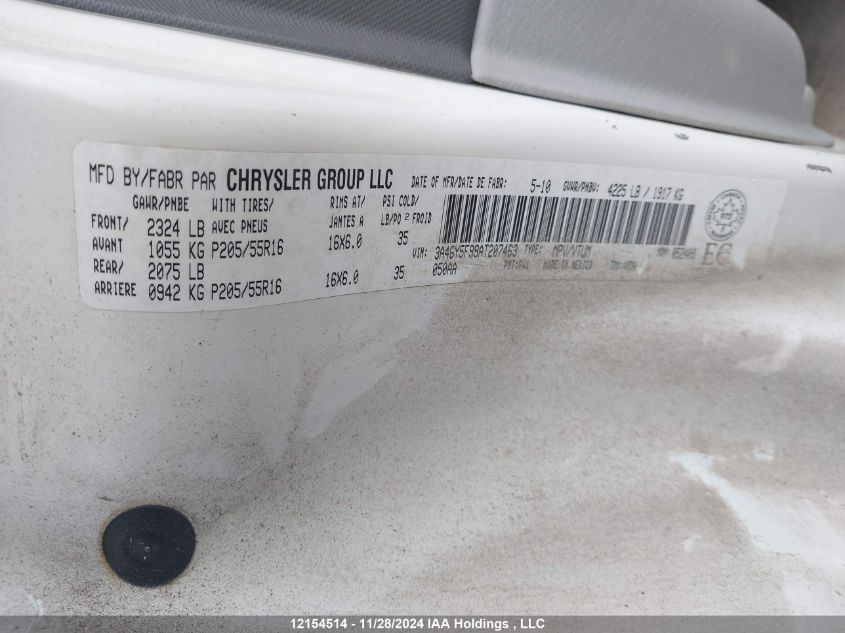 MFD BY/FABR PAR CHRYSLER GROUP LLC DATE OF MFR/DATE DE FABR: 5-10 GVWR/PNBV: 4225 LB / 1917 KG
GAWR/PNBE WITH TIRES/ RIMS AT/ PSI COLD/
FRONT/ 2324 LB AVEC PNEUS JANTES A LB/PO 2 FROID
AVANT 1055 KG P205/55R16 16X6.0 35 VIN: 3A4GY5F99AT207463 TYPE: MPV/VTUM
REAR/ 2075 LB 050AA MADE IN MEXICO
ARRIERE 0942 KG P205/55R16 16X6.0 35
EC
12154514 - 11/28/2024 IAA Holdings , LLC